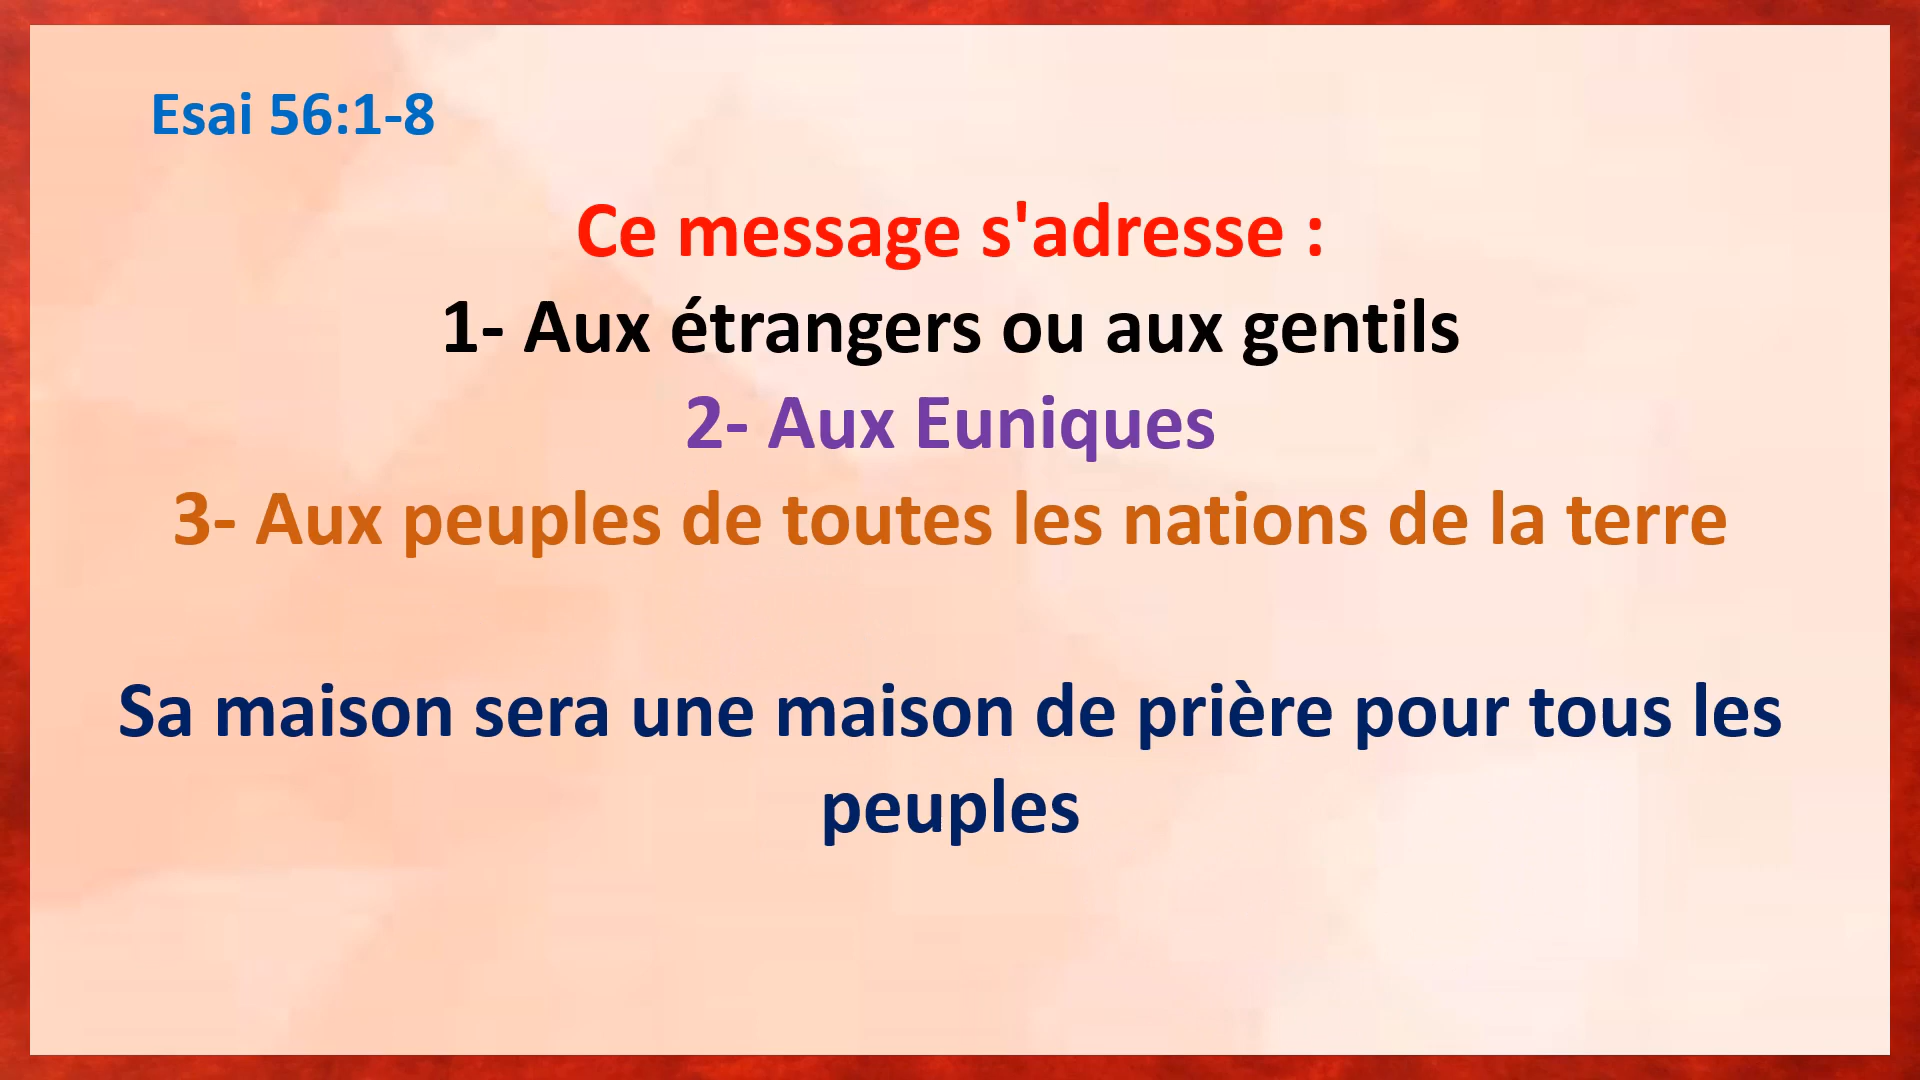 Esai 56:1-8
Ce message s'adresse :
1- Aux étrangers ou aux gentils
2- Aux Euniques
3- Aux peuples de toutes les nations de la terre
Sa maison sera une maison de prière pour tous les
peuples